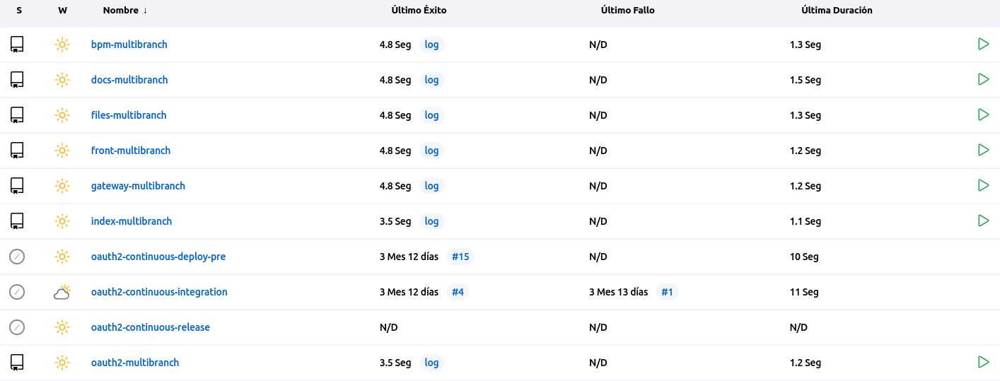 S W Nombre ↓ Último Éxito Último Fallo Última Duración
bpm-multibranch 4.8 Seg log N/D 1.3 Seg
docs-multibranch 4.8 Seg log N/D 1.5 Seg
files-multibranch 4.8 Seg log N/D 1.3 Seg
front-multibranch 4.8 Seg log N/D 1.2 Seg
gateway-multibranch 4.8 Seg log N/D 1.2 Seg
index-multibranch 3.5 Seg log N/D 1.1 Seg
oauth2-continuous-deploy-pre 3 Mes 12 días #15 N/D 10 Seg
oauth2-continuous-integration 3 Mes 12 días #4 3 Mes 13 días #1 11 Seg
oauth2-continuous-release N/D N/D N/D
oauth2-multibranch 3.5 Seg log N/D 1.2 Seg